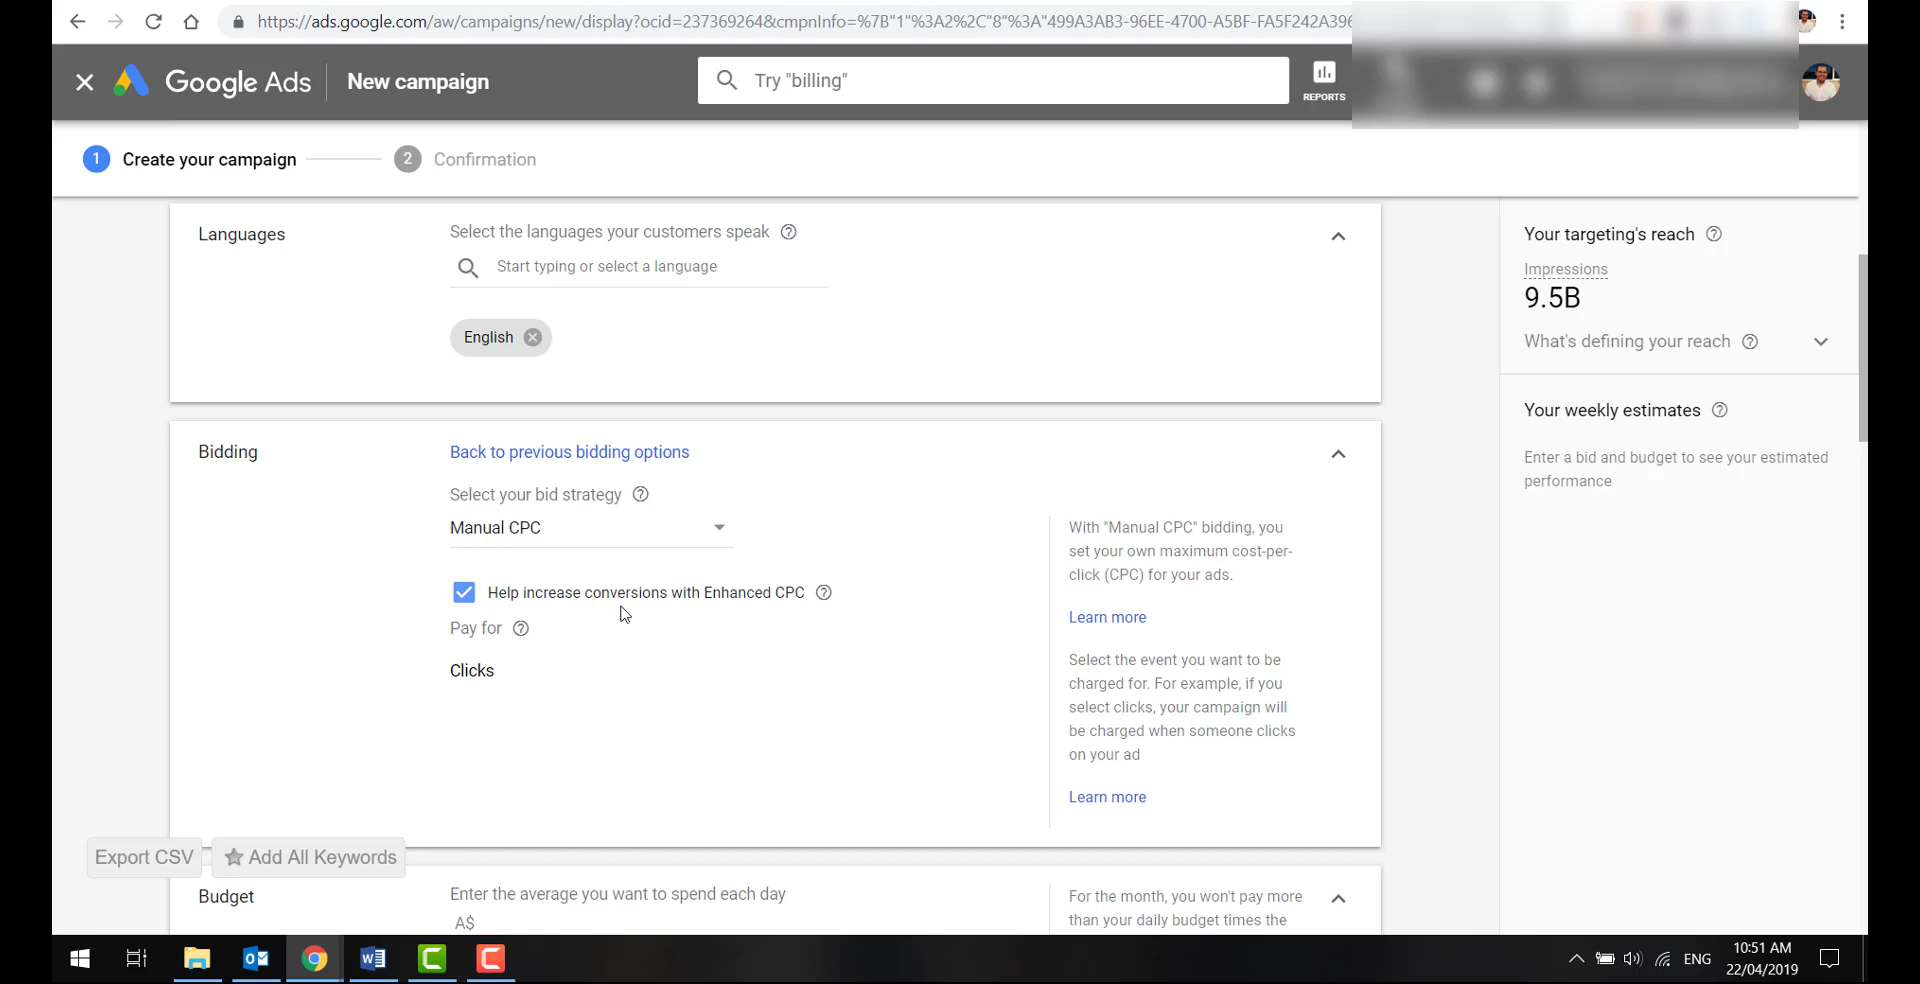 https://ads.google.com/aw/campaigns/new/display?ocid=237369264&cmpnInfo=%7B"1"%3A2%2C"8"%3A"499A3AB3-96EE-4700-A5BF-FA5F242A396
Google Ads
New campaign
Try "billing"
REPORTS
1 Create your campaign
2 Confirmation
Languages
Select the languages your customers speak
Start typing or select a language
English
Your targeting's reach
Impressions
9.5B
What's defining your reach
Your weekly estimates
Enter a bid and budget to see your estimated
performance
Bidding
Back to previous bidding options
Select your bid strategy
Manual CPC
Help increase conversions with Enhanced CPC
Pay for
Clicks
With "Manual CPC" bidding, you
set your own maximum cost-per-
click (CPC) for your ads.
Learn more
Select the event you want to be
charged for. For example, if you
select clicks, your campaign will
be charged when someone clicks
on your ad
Learn more
Export CSV
Add All Keywords
Budget
Enter the average you want to spend each day
A$
For the month, you won't pay more
than your daily budget times the
ENG
10:51 AM
22/04/2019